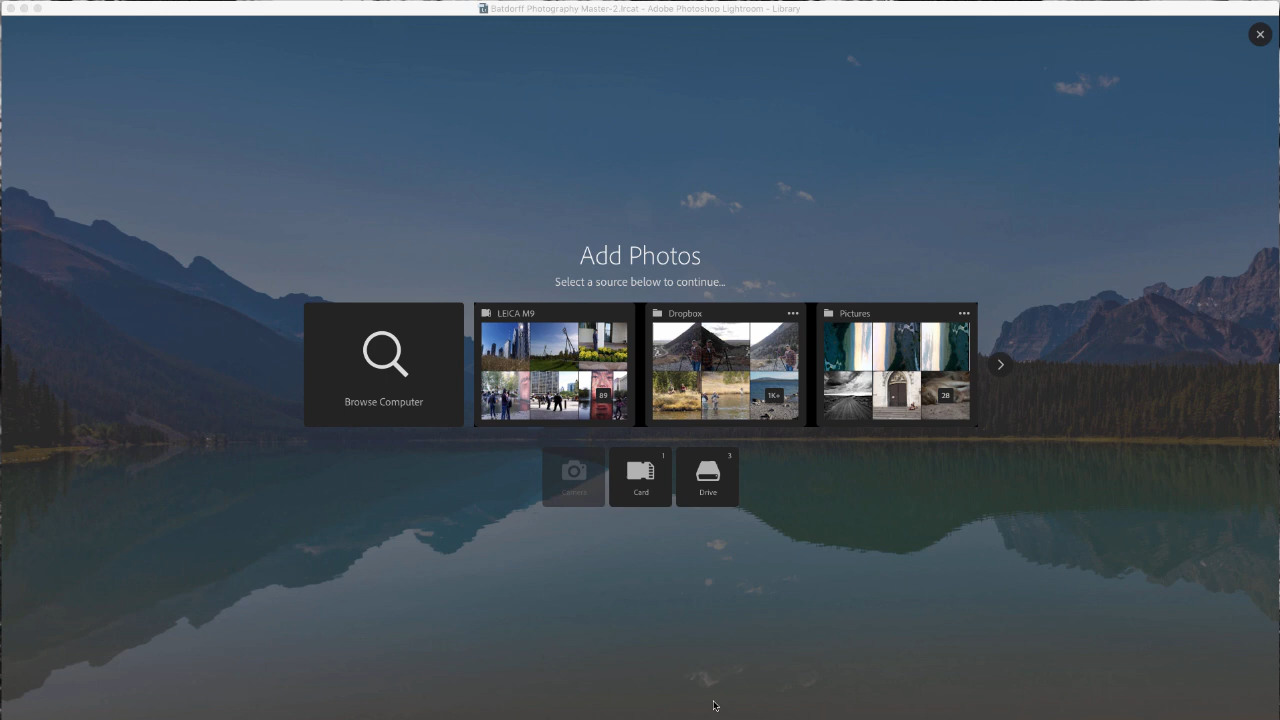 Batdorff Photography Master-2.lrcat - Adobe Photoshop Lightroom - Library
Add Photos
Select a source below to continue...
Browse Computer
LEICA M9
89
Dropbox
1K+
Pictures
28
Camera
Card
1
Drive
3